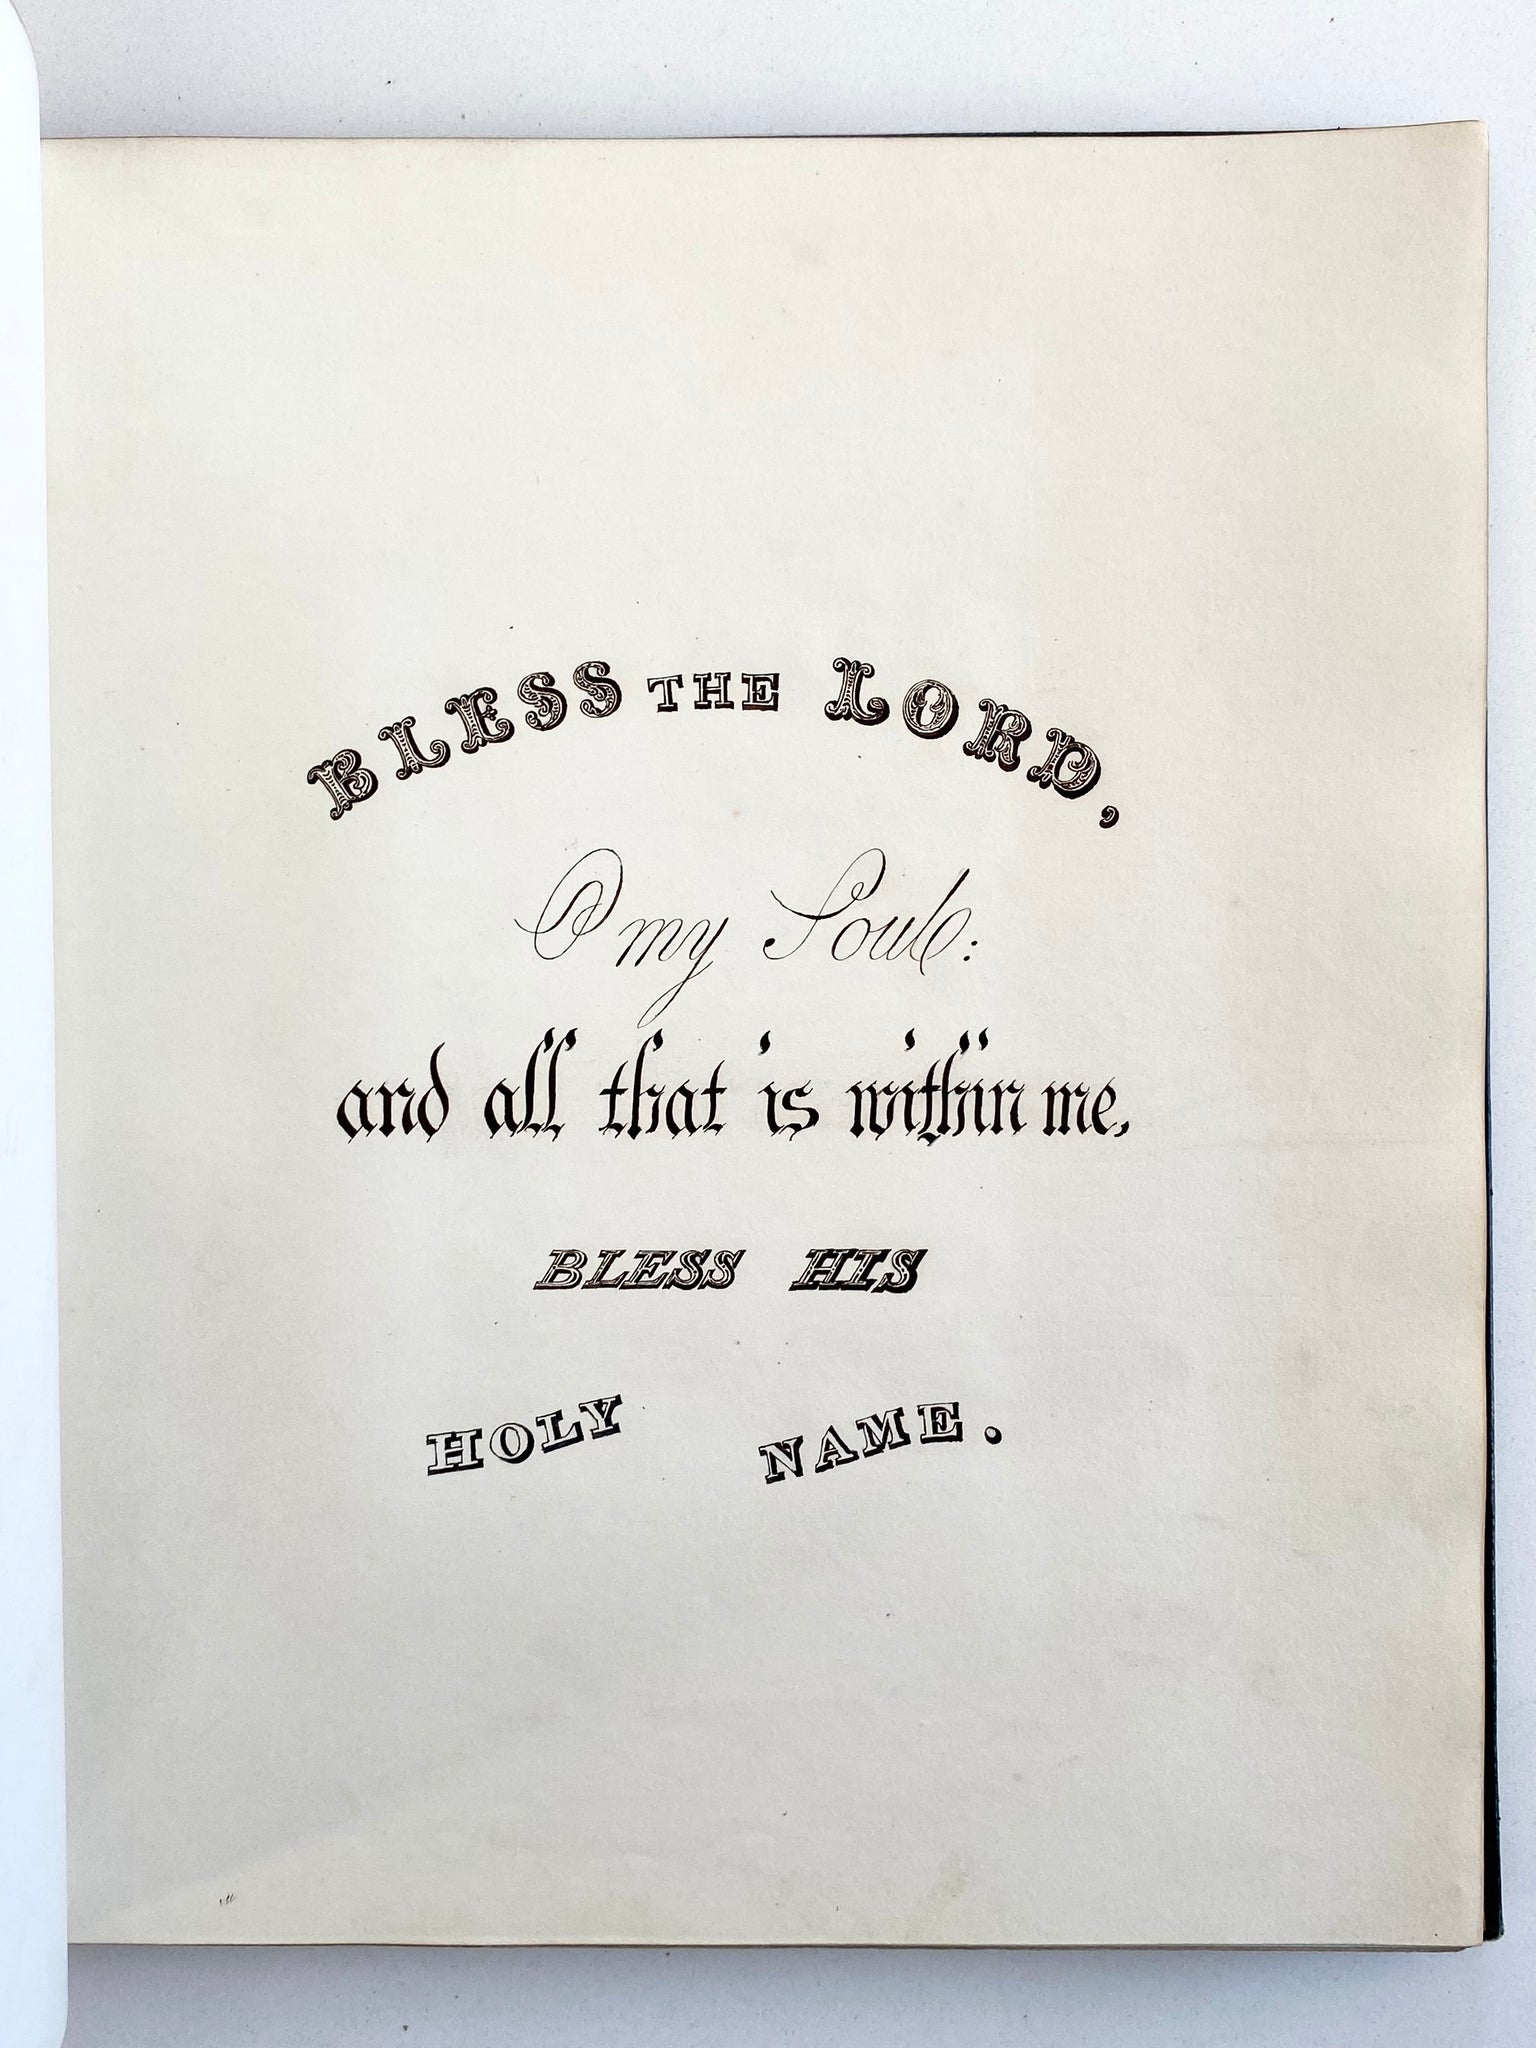 BLESS THE LORD,
O my Soul:
and all that is within me,
BLESS HIS
HOLY NAME.